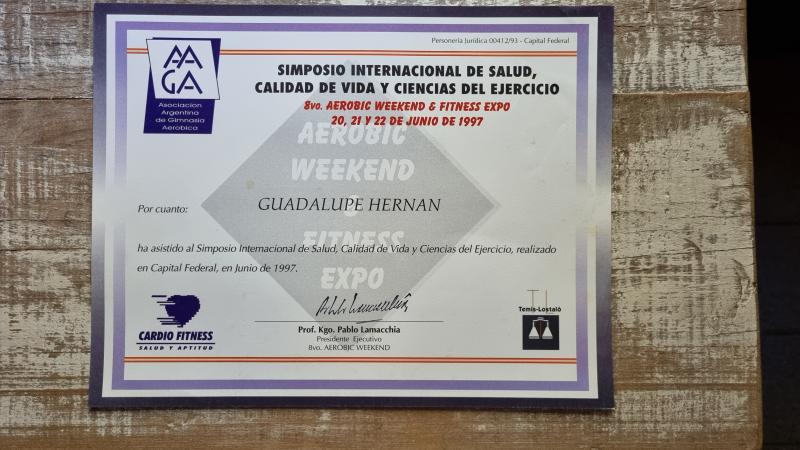 Personería Jurídica 00412/93 - Capital Federal
AAGA
Asociacion
Argentina
de Gimnasia
Aerobica
SIMPOSIO INTERNACIONAL DE SALUD,
CALIDAD DE VIDA Y CIENCIAS DEL EJERCICIO
8vo. AEROBIC WEEKEND & FITNESS EXPO
20, 21 Y 22 DE JUNIO DE 1997
AEROBIC
WEEKEND
&
FITNESS
EXPO
Por cuanto: GUADALUPE HERNAN
ha asistido al Simposio Internacional de Salud, Calidad de Vida y Ciencias del Ejercicio, realizado
en Capital Federal, en Junio de 1997.
CARDIO FITNESS
SALUD Y APTITUD
Prof. Kgo. Pablo Lamacchia
Presidente Ejecutivo
8vo. AEROBIC WEEKEND
Temis-Lostaló